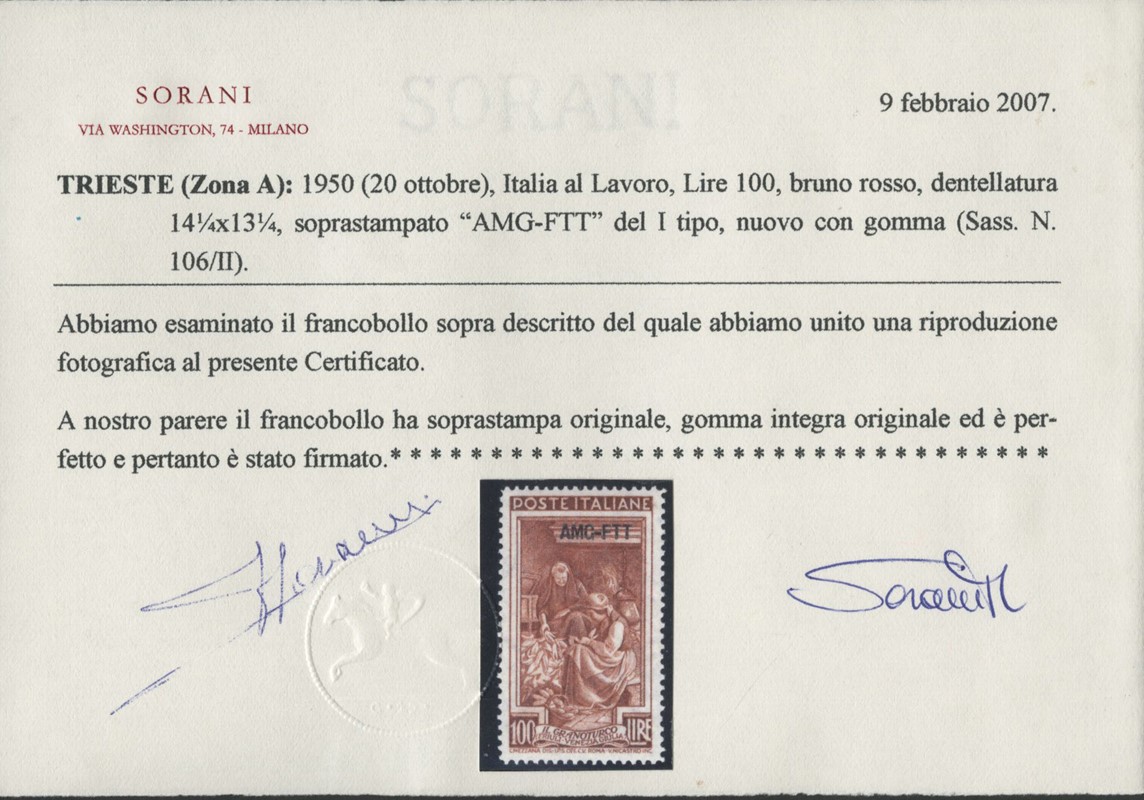 SORANI
SORANI
VIA WASHINGTON, 74 - MILANO
9 febbraio 2007.
TRIESTE (Zona A): 1950 (20 ottobre), Italia al Lavoro, Lire 100, bruno rosso, dentellatura
14¼x13¼, soprastampato “AMG-FTT” del I tipo, nuovo con gomma (Sass. N.
106/II).
Abbiamo esaminato il francobollo sopra descritto del quale abbiamo unito una riproduzione
fotografica al presente Certificato.
A nostro parere il francobollo ha soprastampa originale, gomma integra originale ed è per-
fetto e pertanto è stato firmato.* * * * * * * * * * * * * * * * * * * * * * * * * * * * * * * * *
POSTE ITALIANE
AMG-FTT
Sorani
100 IL GRANOTURCO LIRE